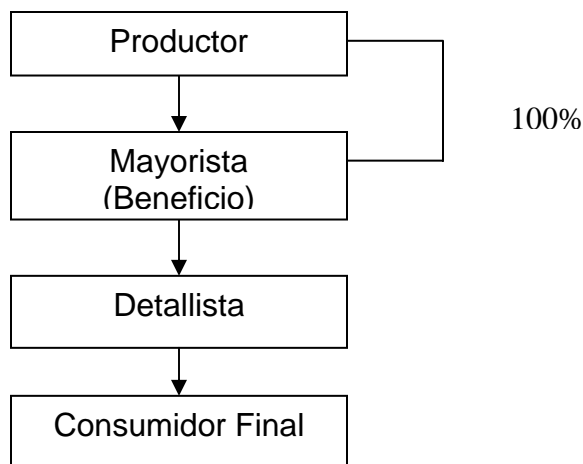 Productor
100%
Mayorista
(Beneficio)
Detallista
Consumidor Final